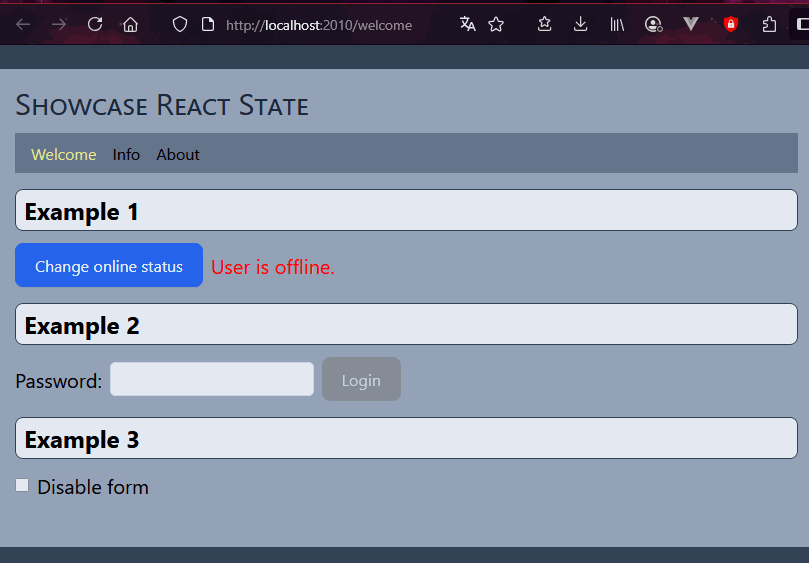 http://localhost:2010/welcome
Showcase React State
Welcome Info About
Example 1
Change online status User is offline.
Example 2
Password: Login
Example 3
Disable form